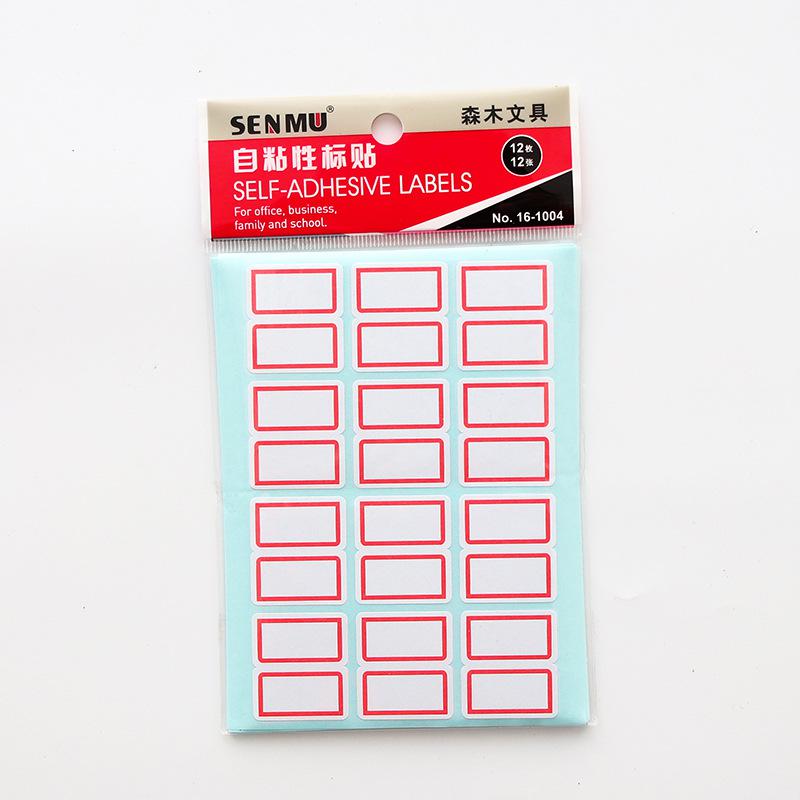 SENMU®
森木文具
自粘性标贴
12枚
12张
SELF-ADHESIVE LABELS
For office, business,
family and school.
No. 16-1004